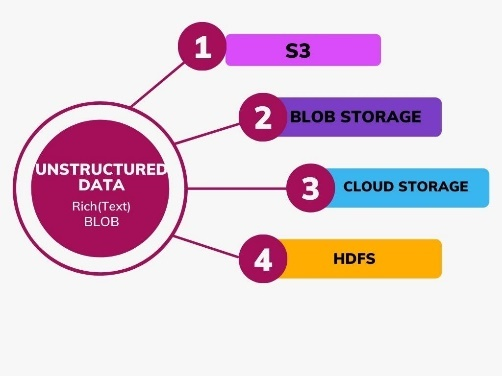 1
S3
2
BLOB STORAGE
UNSTRUCTURED
DATA
Rich(Text)
BLOB
3
CLOUD STORAGE
4
HDFS